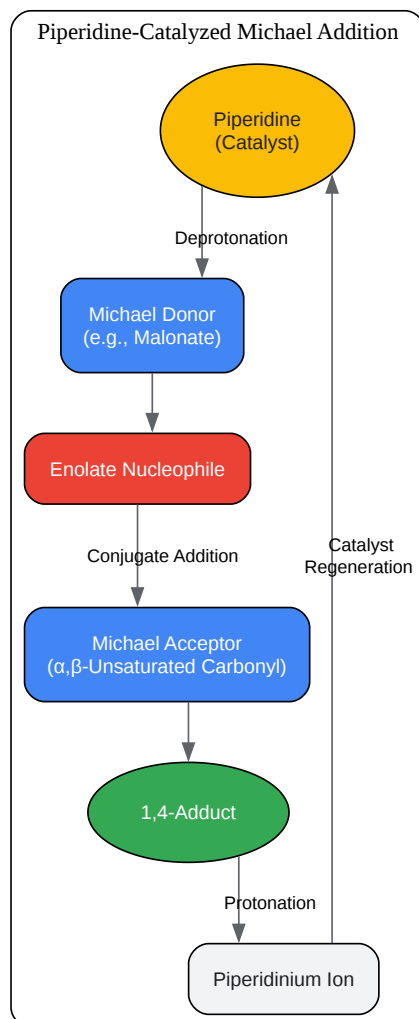 Piperidine-Catalyzed Michael Addition
Piperidine
(Catalyst)
Deprotonation
Michael Donor
(e.g., Malonate)
Enolate Nucleophile
Conjugate Addition
Catalyst
Regeneration
Michael Acceptor
(α,β-Unsaturated Carbonyl)
1,4-Adduct
Protonation
Piperidinium Ion